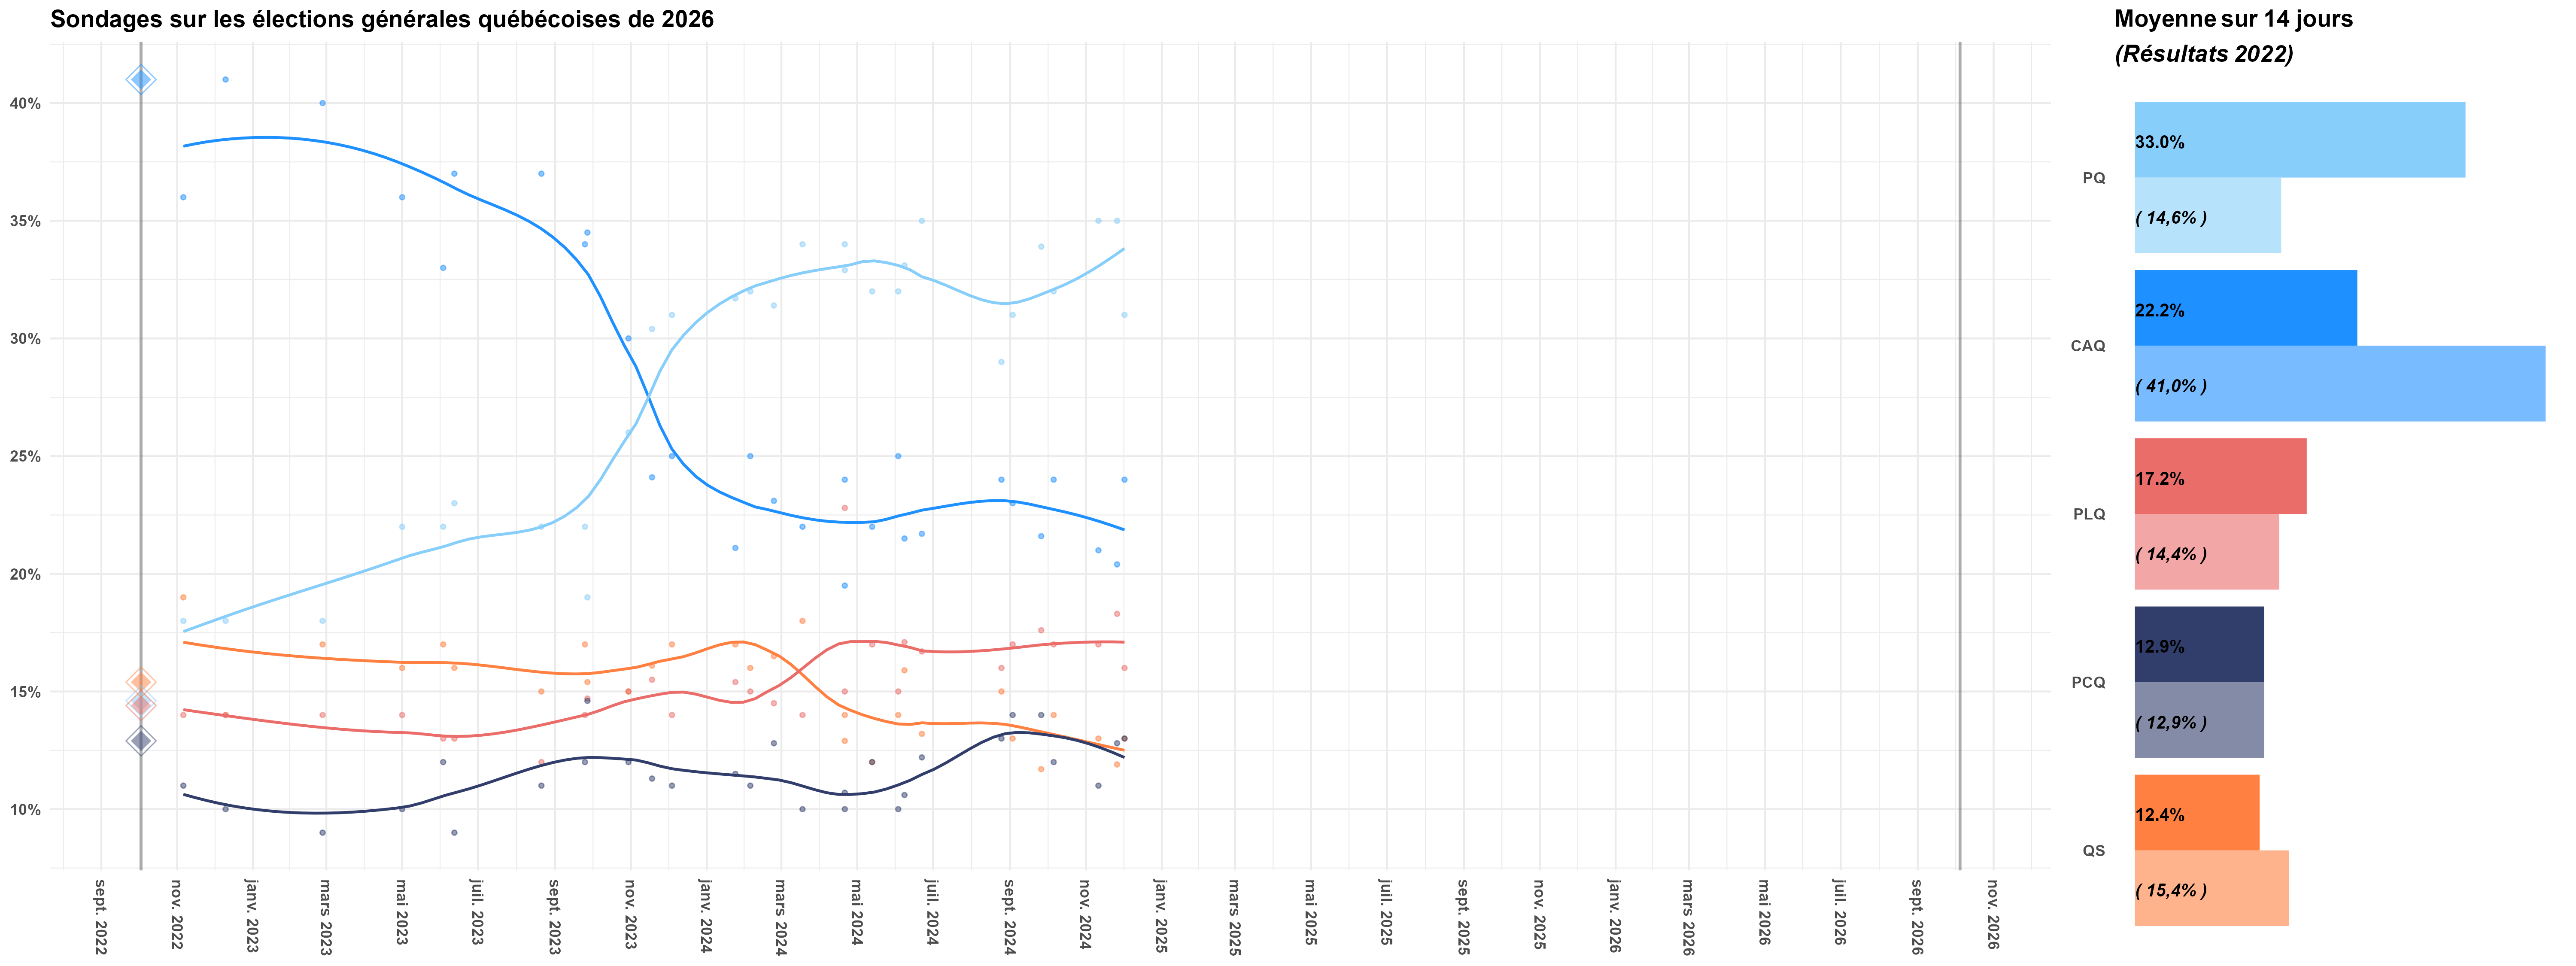 Sondages sur les élections générales québécoises de 2026
40%
35%
30%
25%
20%
15%
10%
sept. 2022
nov. 2022
janv. 2023
mars 2023
mai 2023
juil. 2023
sept. 2023
nov. 2023
janv. 2024
mars 2024
mai 2024
juil. 2024
sept. 2024
nov. 2024
janv. 2025
mars 2025
mai 2025
juil. 2025
sept. 2025
nov. 2025
janv. 2026
mars 2026
mai 2026
juil. 2026
sept. 2026
nov. 2026
Moyenne sur 14 jours
(Résultats 2022)
PQ
33.0%
( 14,6% )
CAQ
22.2%
( 41,0% )
PLQ
17.2%
( 14,4% )
PCQ
12.9%
( 12,9% )
QS
12.4%
( 15,4% )